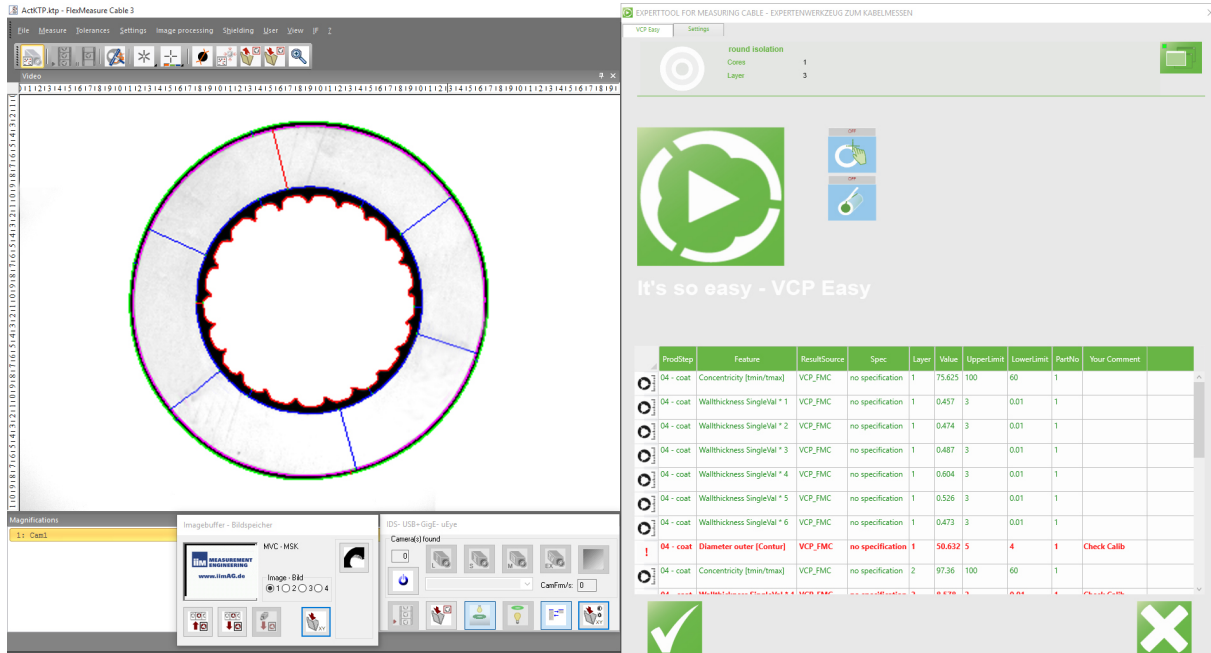 ActKTP.ktp - FlexMeasure Cable 3
File Measure Jolerances Settings Image processing Shielding User View IF ?
Video
Magnifications
1: Cam1
Imagebuffer - Bildspeicher
MVC - MSK
iim MEASUREMENT
ENGINEERING
www.iimAG.de
Image - Bild
1 2 3 4
XY
IDS- USB+GigE- uEye
Camera(s) found
0
L S M EX
CamFrm/s: 0
XY
EXPERTTOOL FOR MEASURING CABLE - EXPERTENWERKZEUG ZUM KABELMESSEN
VCP Easy Settings
round isolation
Cores 1
Layer 3
OFF
OFF
It's so easy - VCP Easy
ProdStep Feature ResultSource Spec Layer Value UpperLimit LowerLimit PartNo Your Comment
04 - coat Concentricity [tmin/tmax] VCP_FMC no specification 1 75.625 100 60 1
04 - coat Wallthickness SingleVal * 1 VCP_FMC no specification 1 0.457 3 0.01 1
04 - coat Wallthickness SingleVal * 2 VCP_FMC no specification 1 0.474 3 0.01 1
04 - coat Wallthickness SingleVal * 3 VCP_FMC no specification 1 0.487 3 0.01 1
04 - coat Wallthickness SingleVal * 4 VCP_FMC no specification 1 0.604 3 0.01 1
04 - coat Wallthickness SingleVal * 5 VCP_FMC no specification 1 0.526 3 0.01 1
04 - coat Wallthickness SingleVal * 6 VCP_FMC no specification 1 0.473 3 0.01 1
! 04 - coat Diameter outer [Contur] VCP_FMC no specification 1 50.632 5 4 1 Check Calib
04 - coat Concentricity [tmin/tmax] VCP_FMC no specification 2 97.36 100 60 1